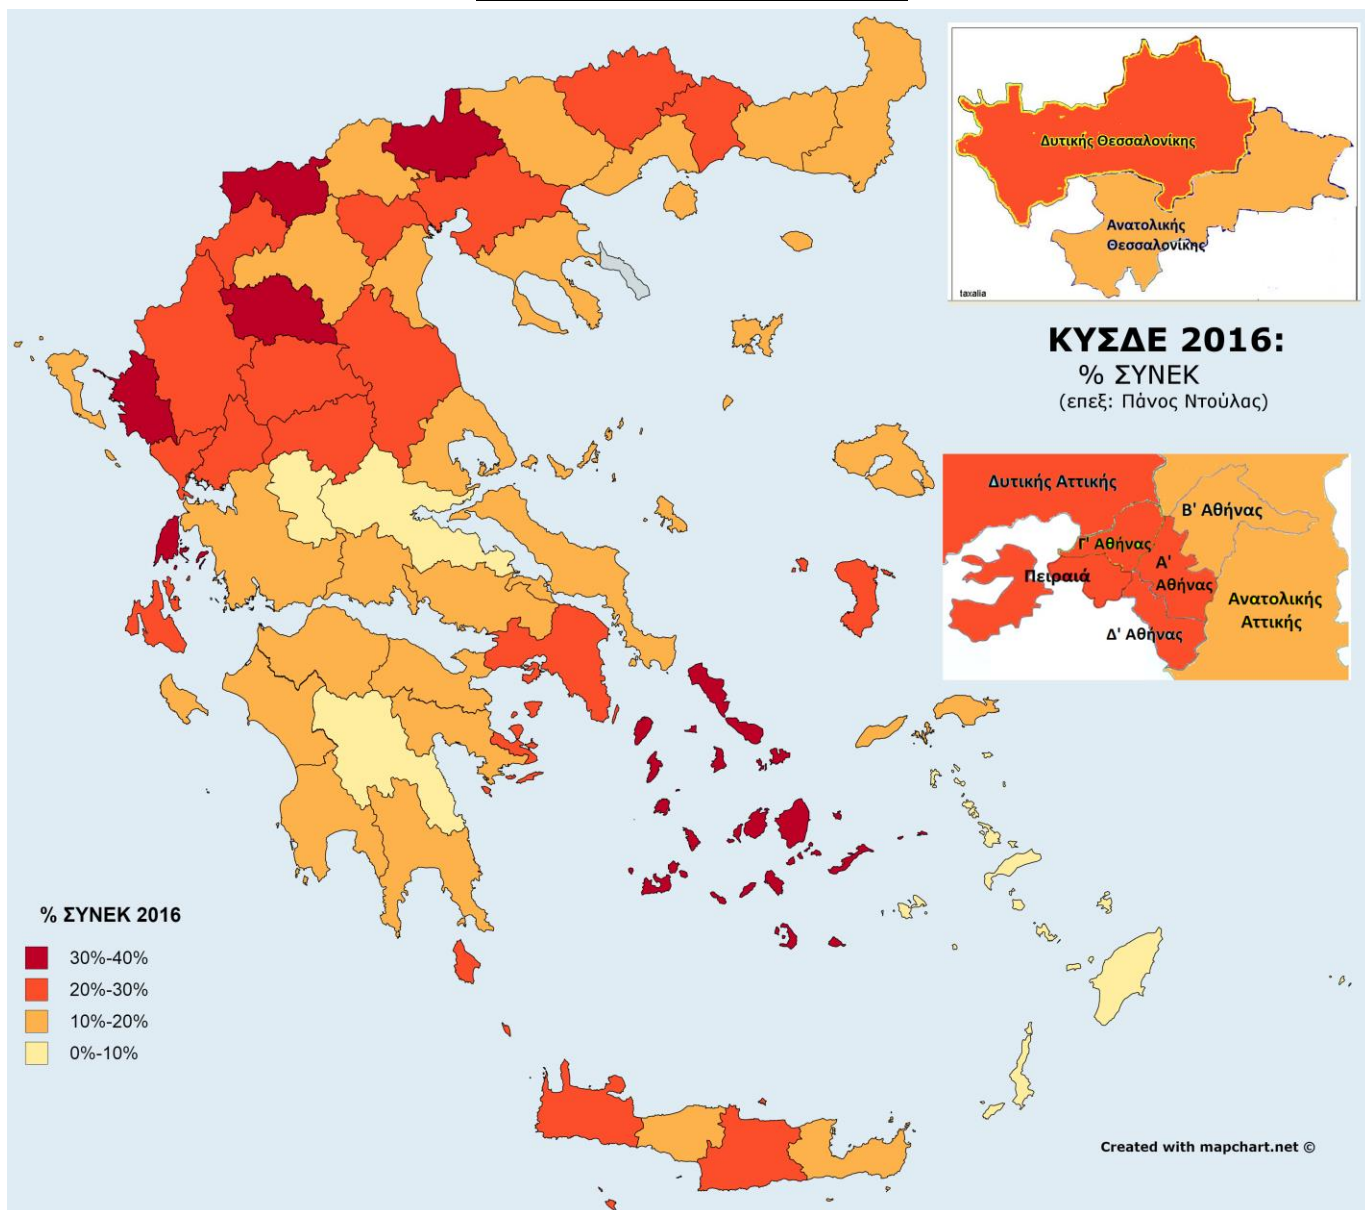 Δυτικής Θεσσαλονίκης
Ανατολικής
Θεσσαλονίκης
taxalia
ΚΥΣΔΕ 2016:
% ΣΥΝΕΚ
(επεξ: Πάνος Ντούλας)
Δυτικής Αττικής
Β' Αθήνας
Γ' Αθήνας
Α'
Αθήνας
Πειραιά
Ανατολικής
Αττικής
Δ' Αθήνας
% ΣΥΝΕΚ 2016
30%-40%
20%-30%
10%-20%
0%-10%
Created with mapchart.net ©